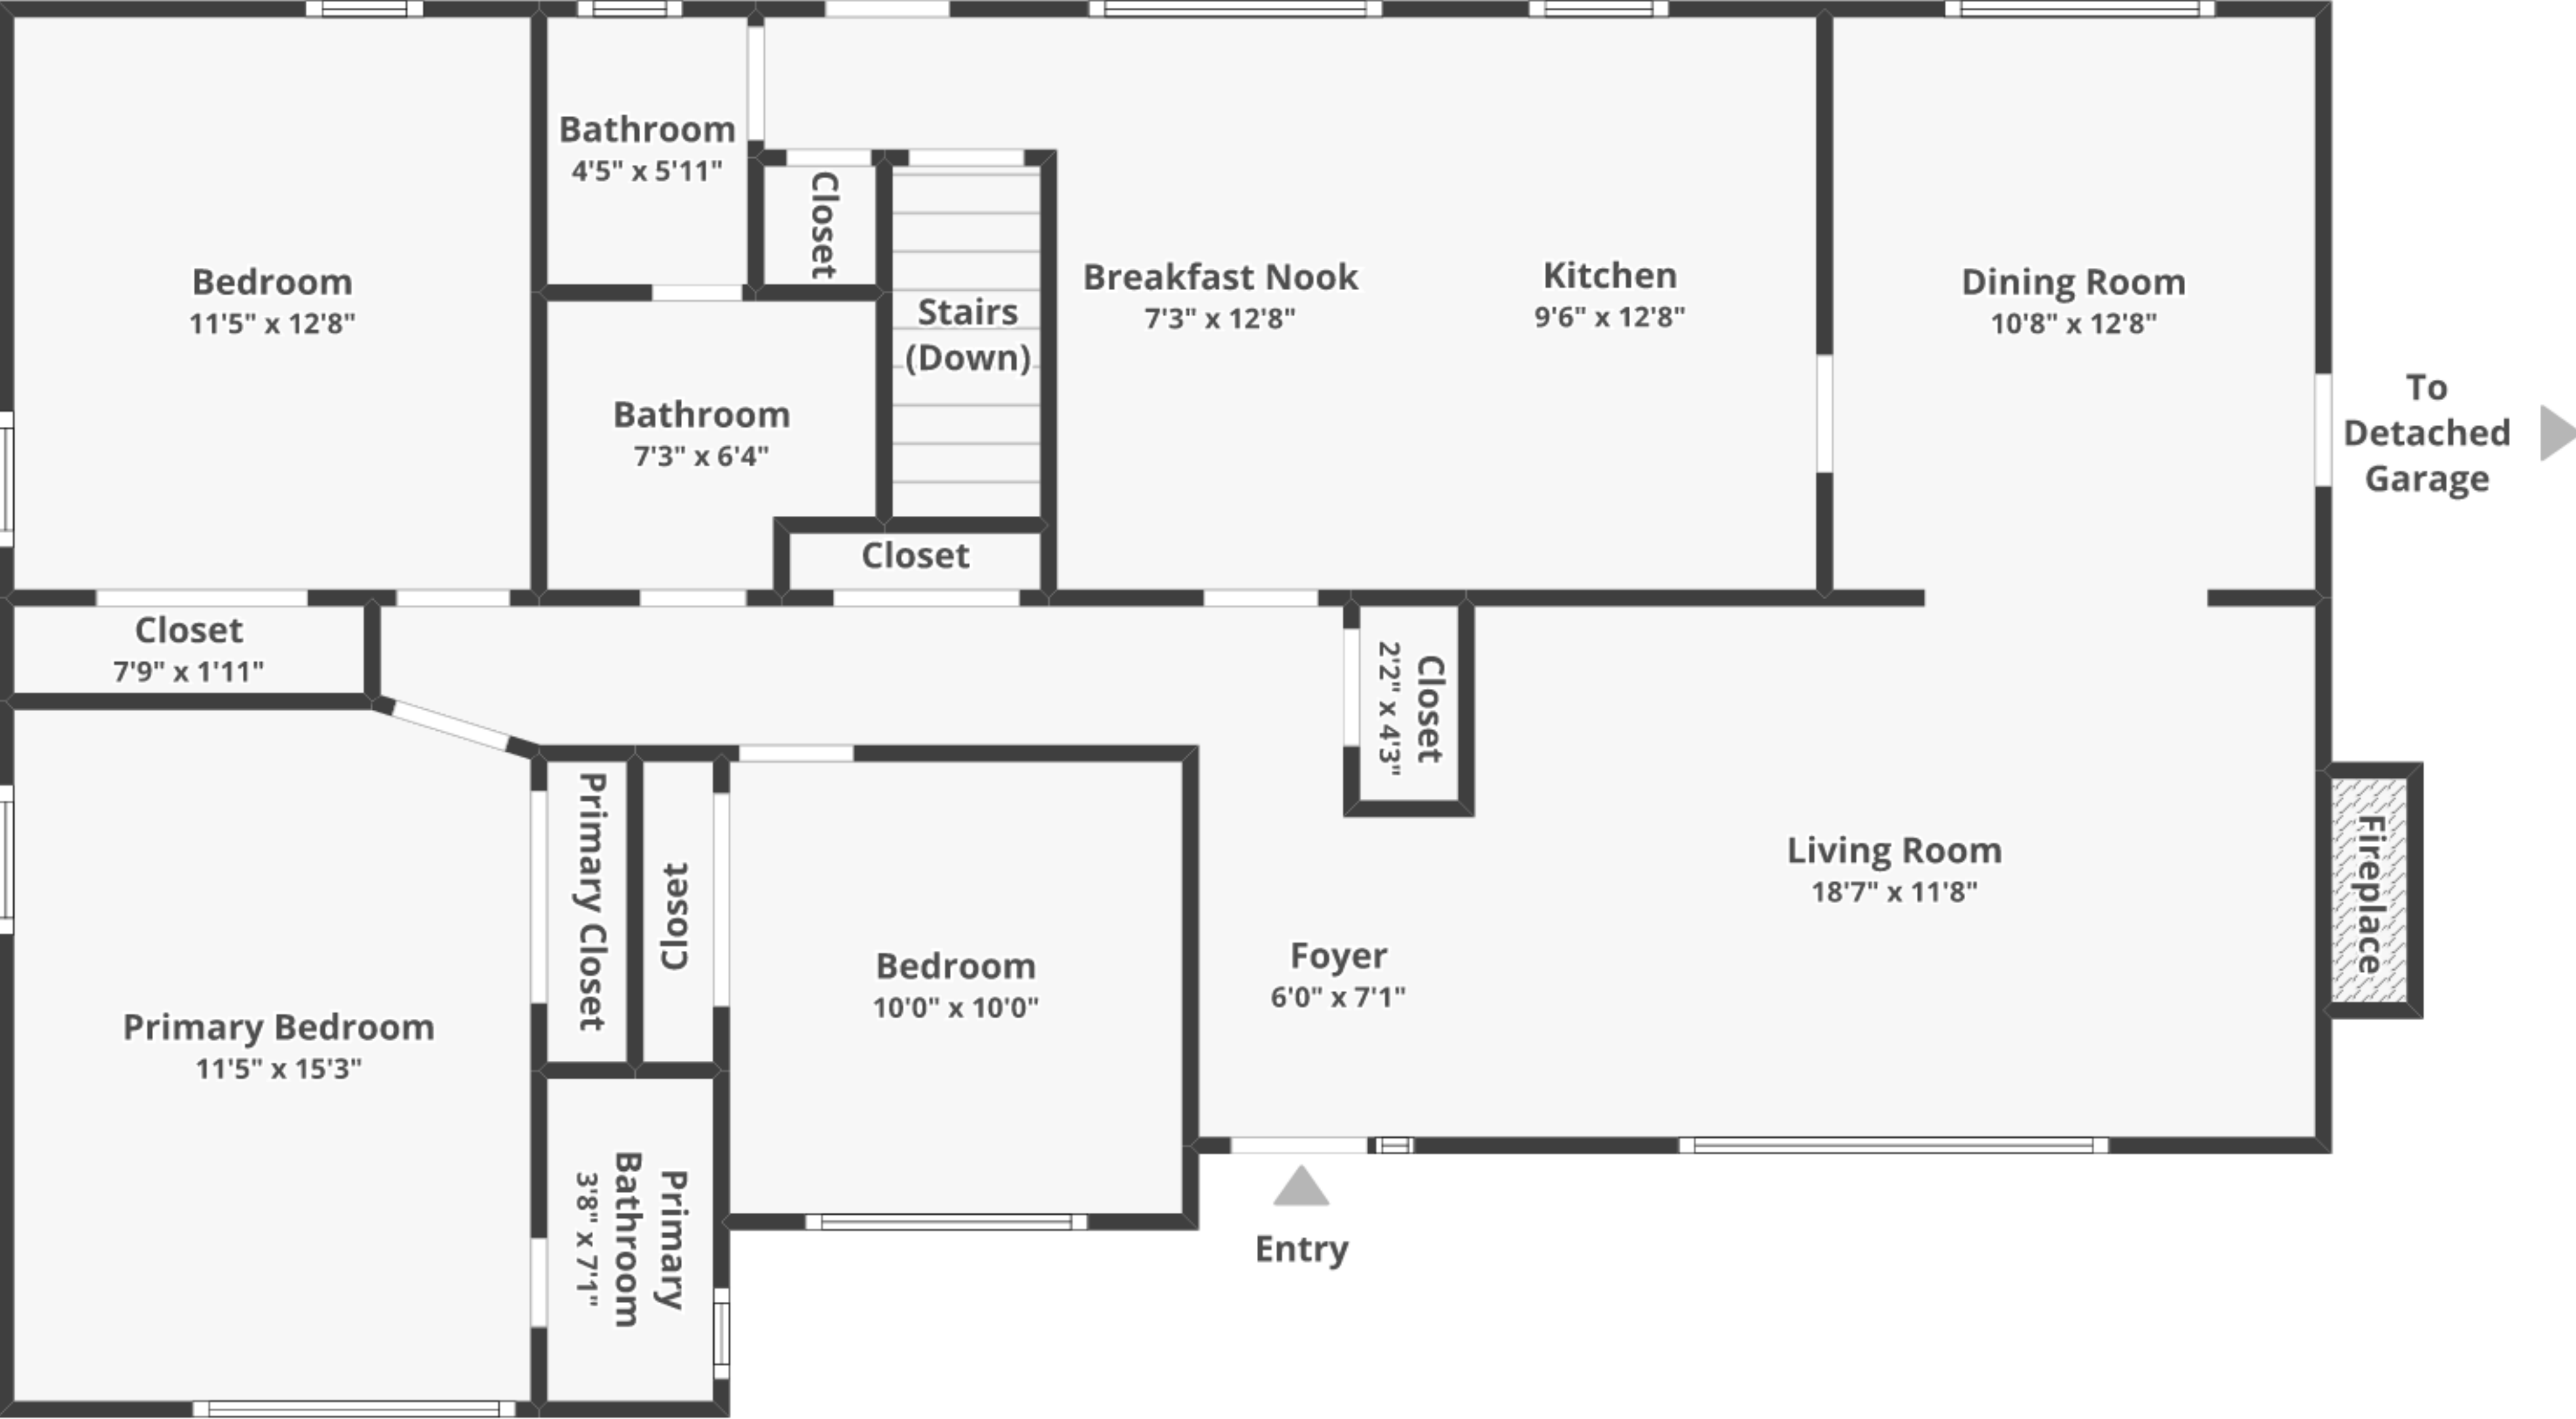 Bedroom
11'5" x 12'8"
Bathroom
4'5" x 5'11"
Closet
Stairs
(Down)
Breakfast Nook
7'3" x 12'8"
Kitchen
9'6" x 12'8"
Dining Room
10'8" x 12'8"
To
Detached
Garage
Bathroom
7'3" x 6'4"
Closet
Closet
7'9" x 1'11"
Closet
2'2" x 4'3"
Primary Closet
Closet
Living Room
18'7" x 11'8"
Fireplace
Bedroom
10'0" x 10'0"
Foyer
6'0" x 7'1"
Primary Bedroom
11'5" x 15'3"
Primary
Bathroom
3'8" x 7'1"
Entry